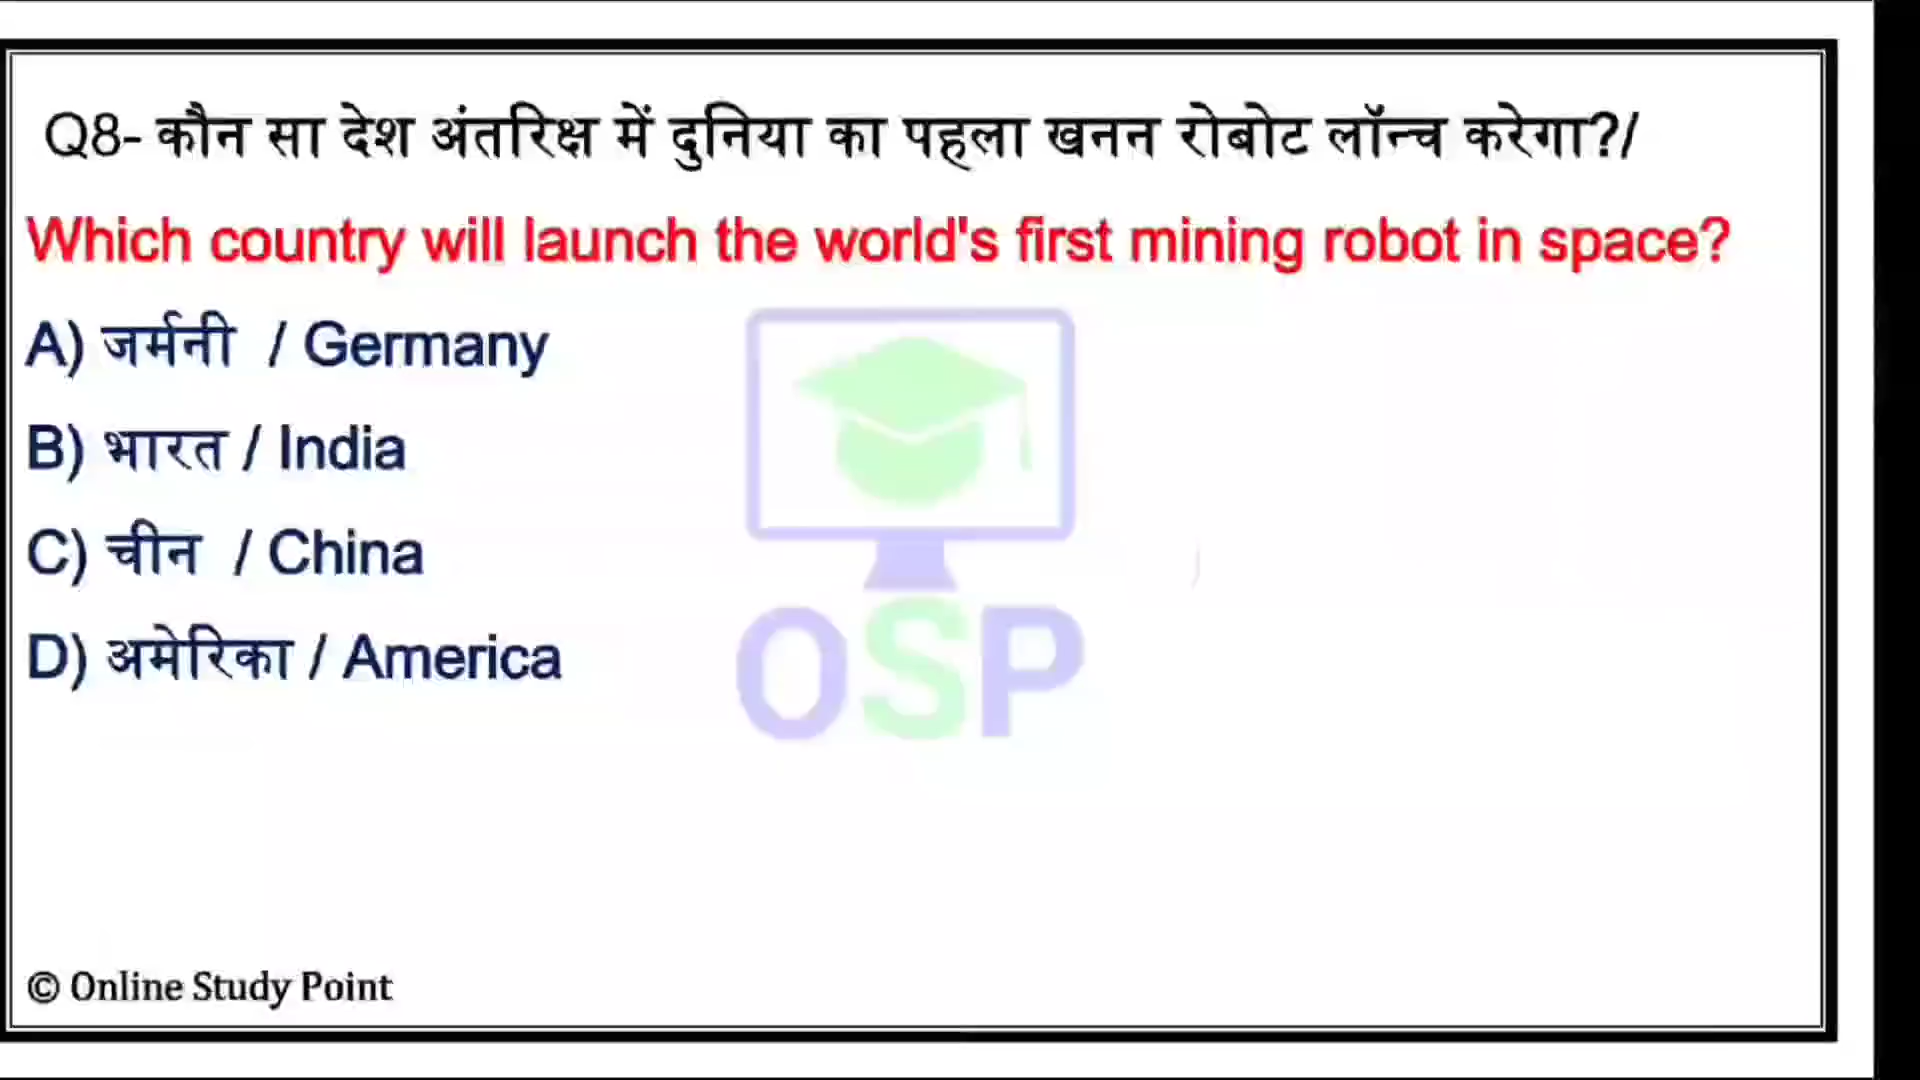 Q8- कौन सा देश अंतरिक्ष में दुनिया का पहला खनन रोबोट लॉन्च करेगा?/
Which country will launch the world's first mining robot in space?
A) जर्मनी / Germany
B) भारत / India
C) चीन / China
D) अमेरिका / America
OSP
© Online Study Point